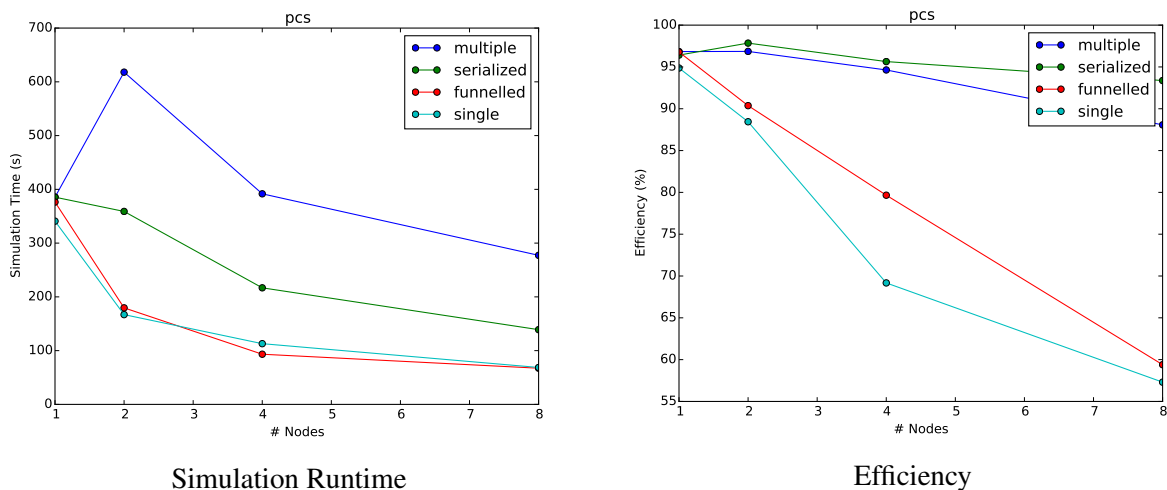 pcs
700
600
500
400
300
200
100
0
Simulation Time (s)
1 2 3 4 5 6 7 8
# Nodes
multiple
serialized
funnelled
single
Simulation Runtime
pcs
100
95
90
85
80
75
70
65
60
55
Efficiency (%)
1 2 3 4 5 6 7 8
# Nodes
multiple
serialized
funnelled
single
Efficiency